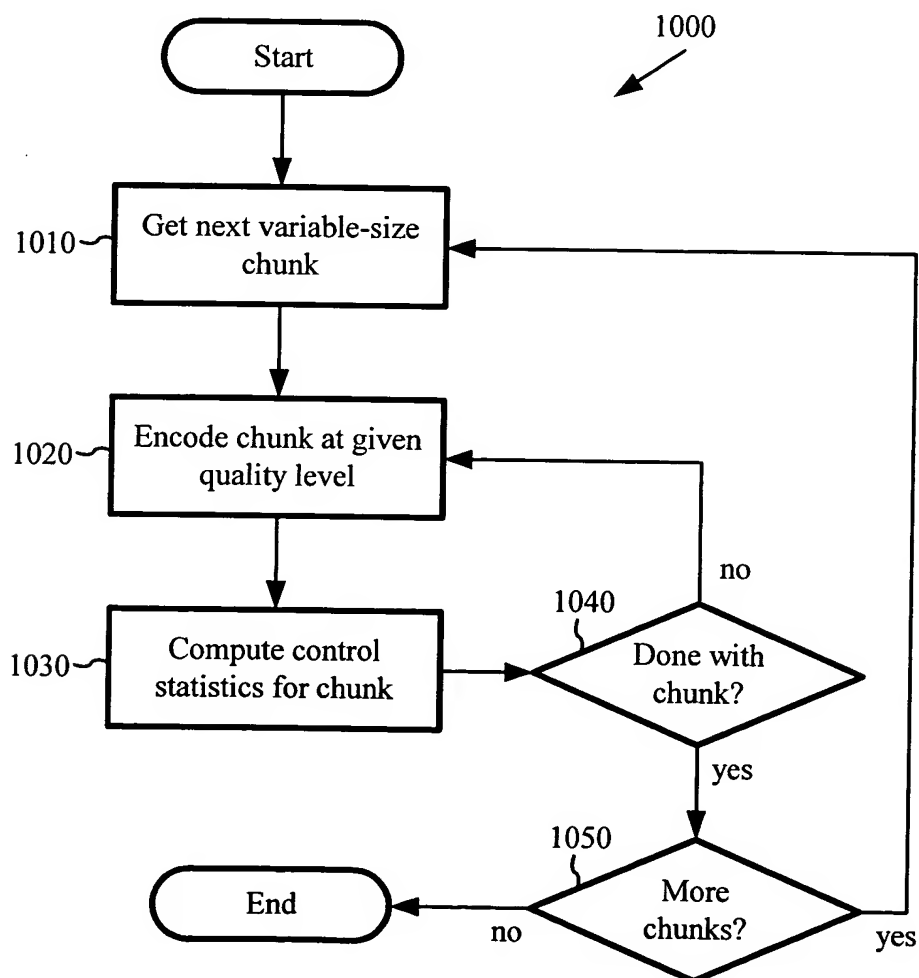 1000
Start
1010
Get next variable-size
chunk
1020
Encode chunk at given
quality level
no
1030
Compute control
statistics for chunk
1040
Done with
chunk?
yes
1050
End
no
More
chunks?
yes